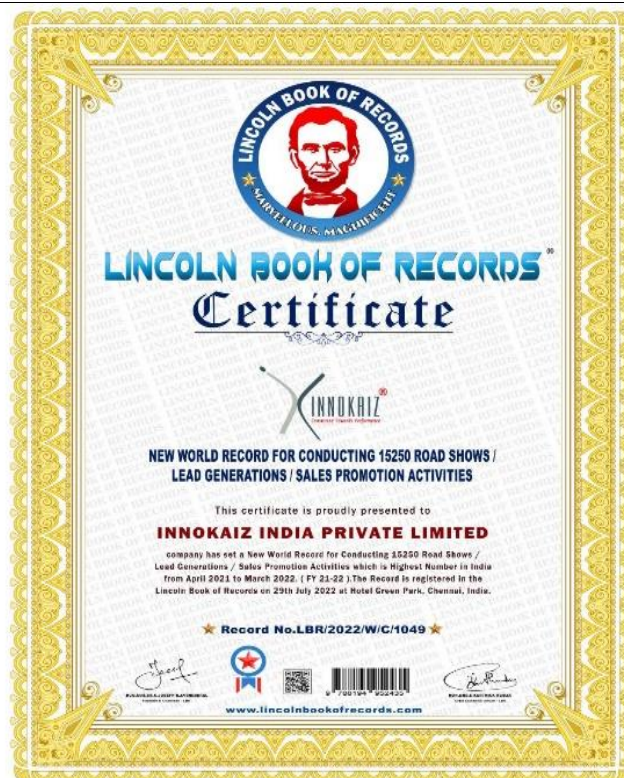 LINCOLN BOOK OF RECORDS
MARVELLOUS, MAGNIFICENT
LINCOLN BOOK OF RECORDS®
Certificate
INNOKAIZ®
NEW WORLD RECORD FOR CONDUCTING 15250 ROAD SHOWS /
LEAD GENERATIONS / SALES PROMOTION ACTIVITIES
This certificate is proudly presented to
INNOKAIZ INDIA PRIVATE LIMITED
company has set a New World Record for Conducting 15250 Road Shows /
Lead Generations / Sales Promotion Activities which is Highest Number in India
from April 2021 to March 2022. ( FY 21-22 ).The Record is registered in the
Lincoln Book of Records on 29th July 2022 at Hotel Green Park, Chennai, India.
Record No.LBR/2022/W/C/1049
9 788194 952435
www.lincolnbookofrecords.com